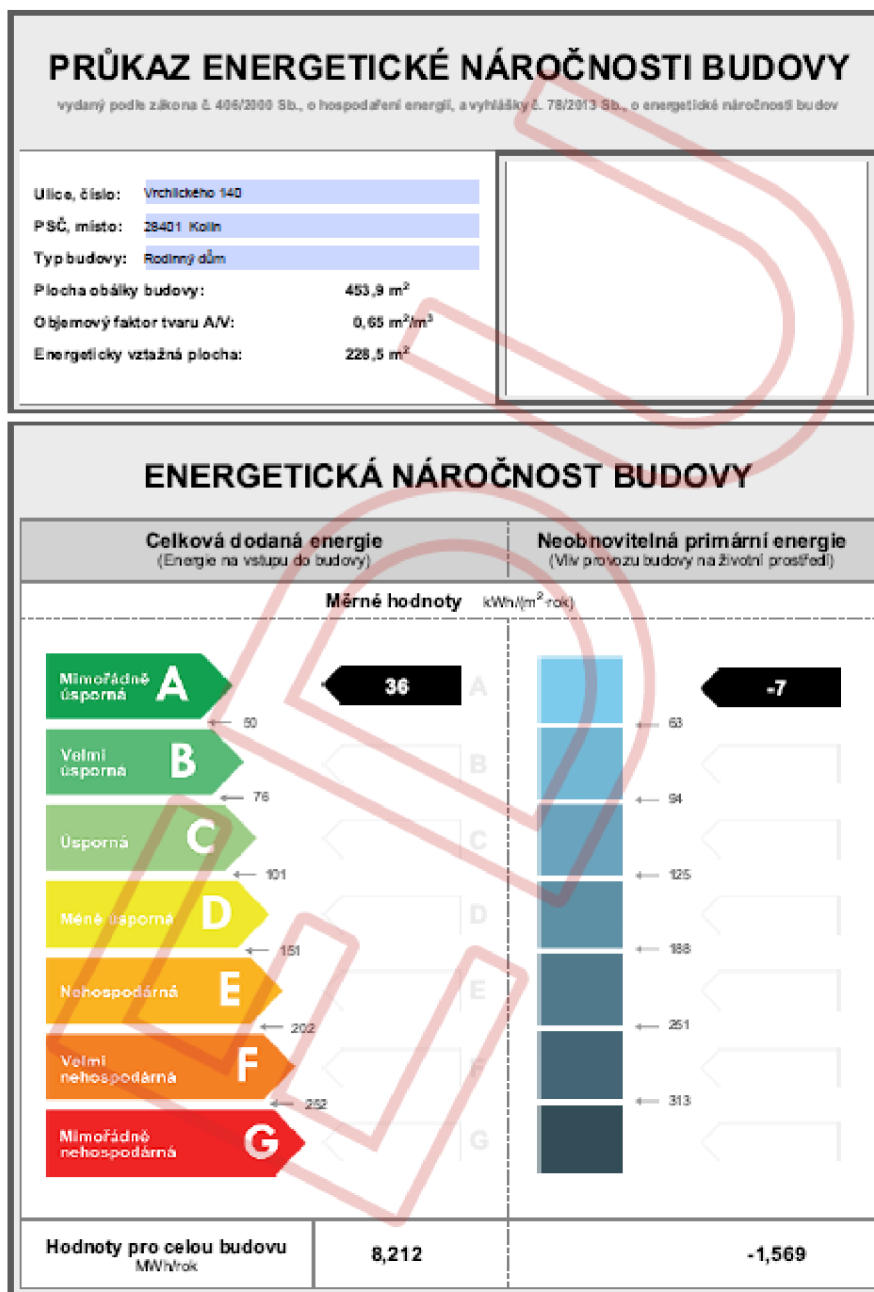 PRŮKAZ ENERGETICKÉ NÁROČNOSTI BUDOVY
vydaný podle zákona č. 406/2000 Sb., o hospodaření energií, a vyhlášky č. 78/2013 Sb., o energetické náročnosti budov
Ulice, číslo: Vrchlického 140
PSČ, místo: 28401 Kolín
Typ budovy: Rodinný dům
Plocha obálky budovy: 453,9 m²
Objemový faktor tvaru A/V: 0,65 m²/m³
Energeticky vztažná plocha: 228,5 m²
ENERGETICKÁ NÁROČNOST BUDOVY
Celková dodaná energie
(Energie na vstupu do budovy)
Neobnovitelná primární energie
(Vliv provozu budovy na životní prostředí)
Měrné hodnoty kWh/(m²·rok)
Mimořádně úsporná A 36 A -7
50 63
Velmi úsporná B B
76 94
Úsporná C C
101 125
Méně úsporná D D
151 188
Nehospodárná E E
202 251
Velmi nehospodárná F F
252 313
Mimořádně nehospodárná G G
Hodnoty pro celou budovu
MWh/rok
8,212 -1,569